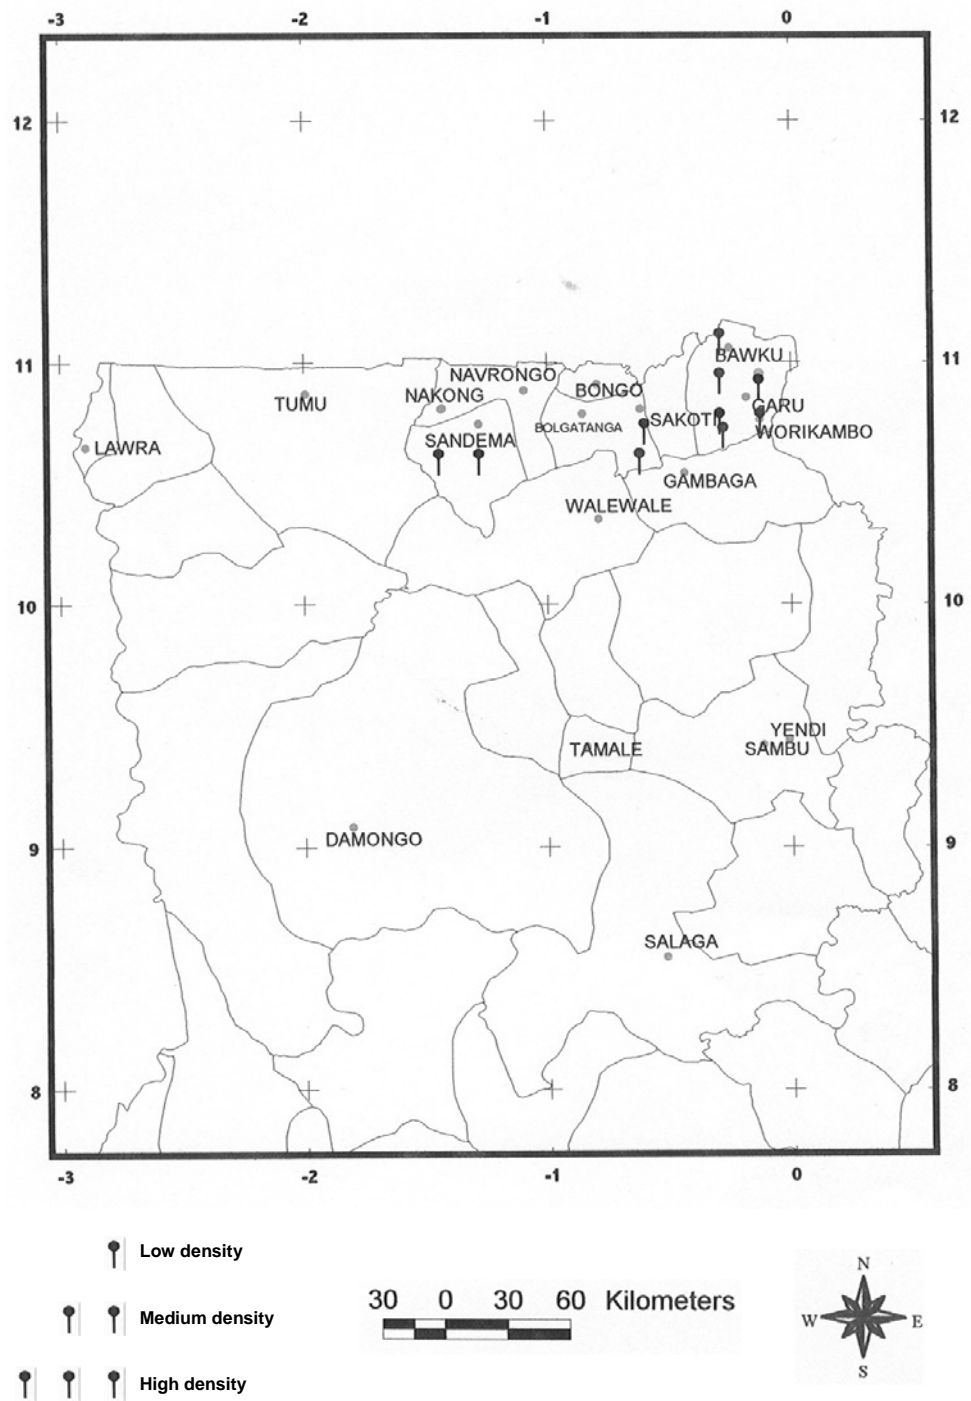 -3 -2 -1 0
12 12
11 11
BAWKU
NAVRONGO
BONGO
NAKONG
TUMU
GARU
SAKOTI
BOLGATANGA
WORIKAMBO
SANDEMA
LAWRA
GAMBAGA
WALEWALE
10 10
YENDI
TAMALE
SAMBU
DAMONGO
9 9
SALAGA
8 8
-3 -2 -1 0
Low density
Medium density
High density
30 0 30 60 Kilometers
N
W E
S